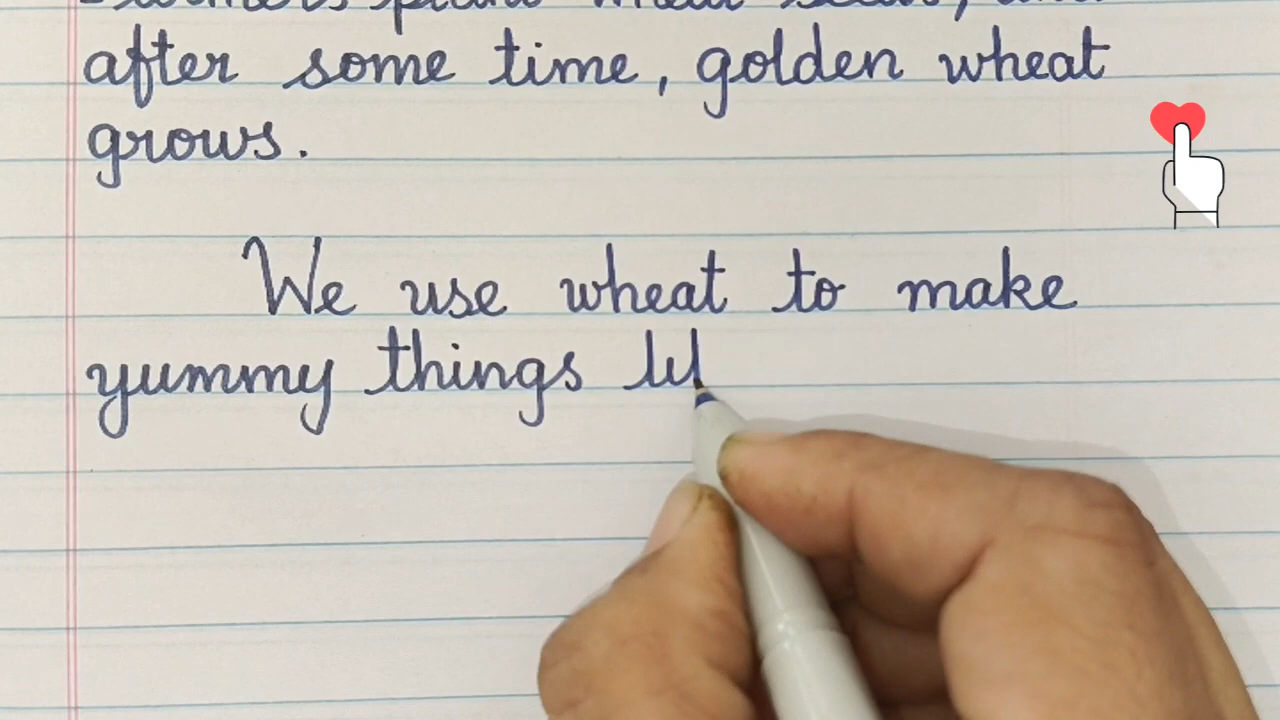 after some time, golden wheat
grows.
We use wheat to make
yummy things